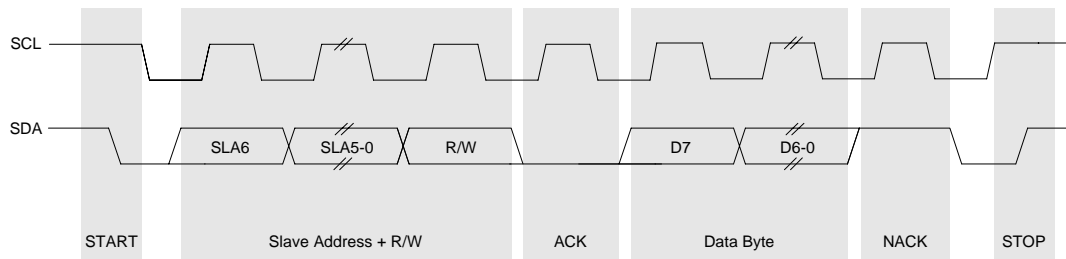 SCL
SDA
SLA6 SLA5-0 R/W D7 D6-0
START Slave Address + R/W ACK Data Byte NACK STOP